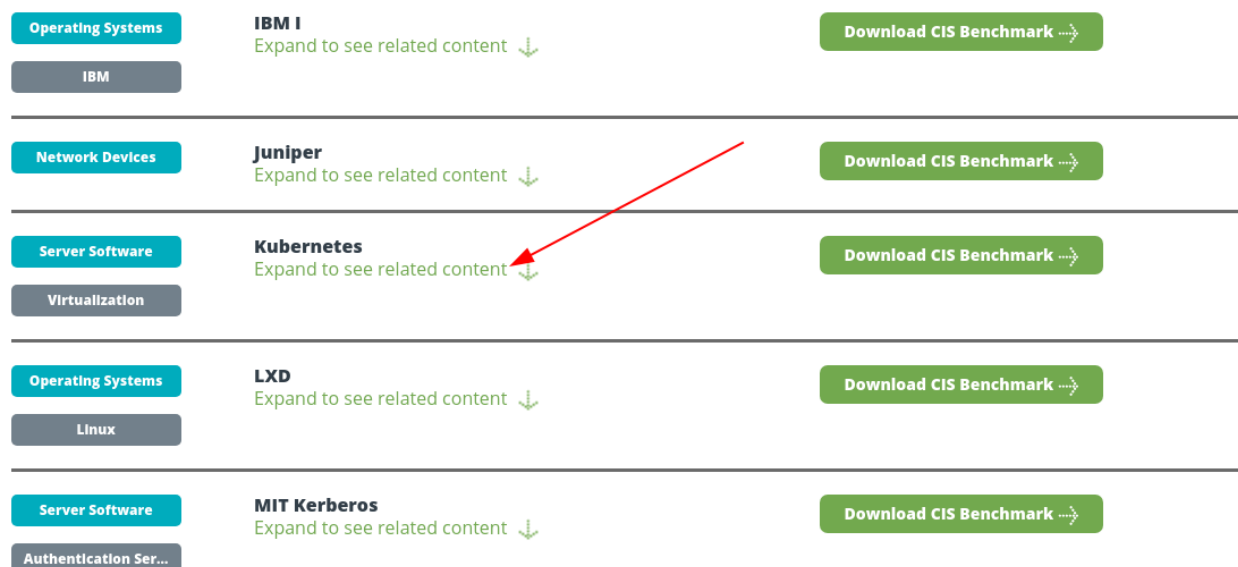 Operating Systems
IBM I
Download CIS Benchmark
Expand to see related content
IBM
Network Devices
Juniper
Download CIS Benchmark
Expand to see related content
Server Software
Kubernetes
Download CIS Benchmark
Expand to see related content
Virtualization
Operating Systems
LXD
Download CIS Benchmark
Expand to see related content
Linux
Server Software
MIT Kerberos
Download CIS Benchmark
Expand to see related content
Authentication Ser...